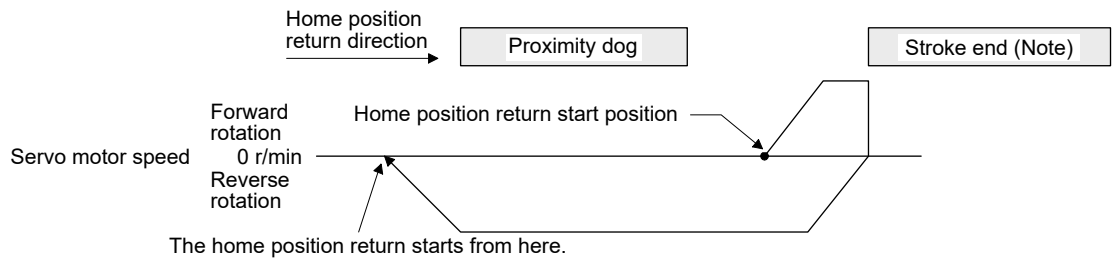 Home position
return direction
Proximity dog
Stroke end (Note)
Home position return start position
Forward
rotation
Servo motor speed 0 r/min
Reverse
rotation
The home position return starts from here.